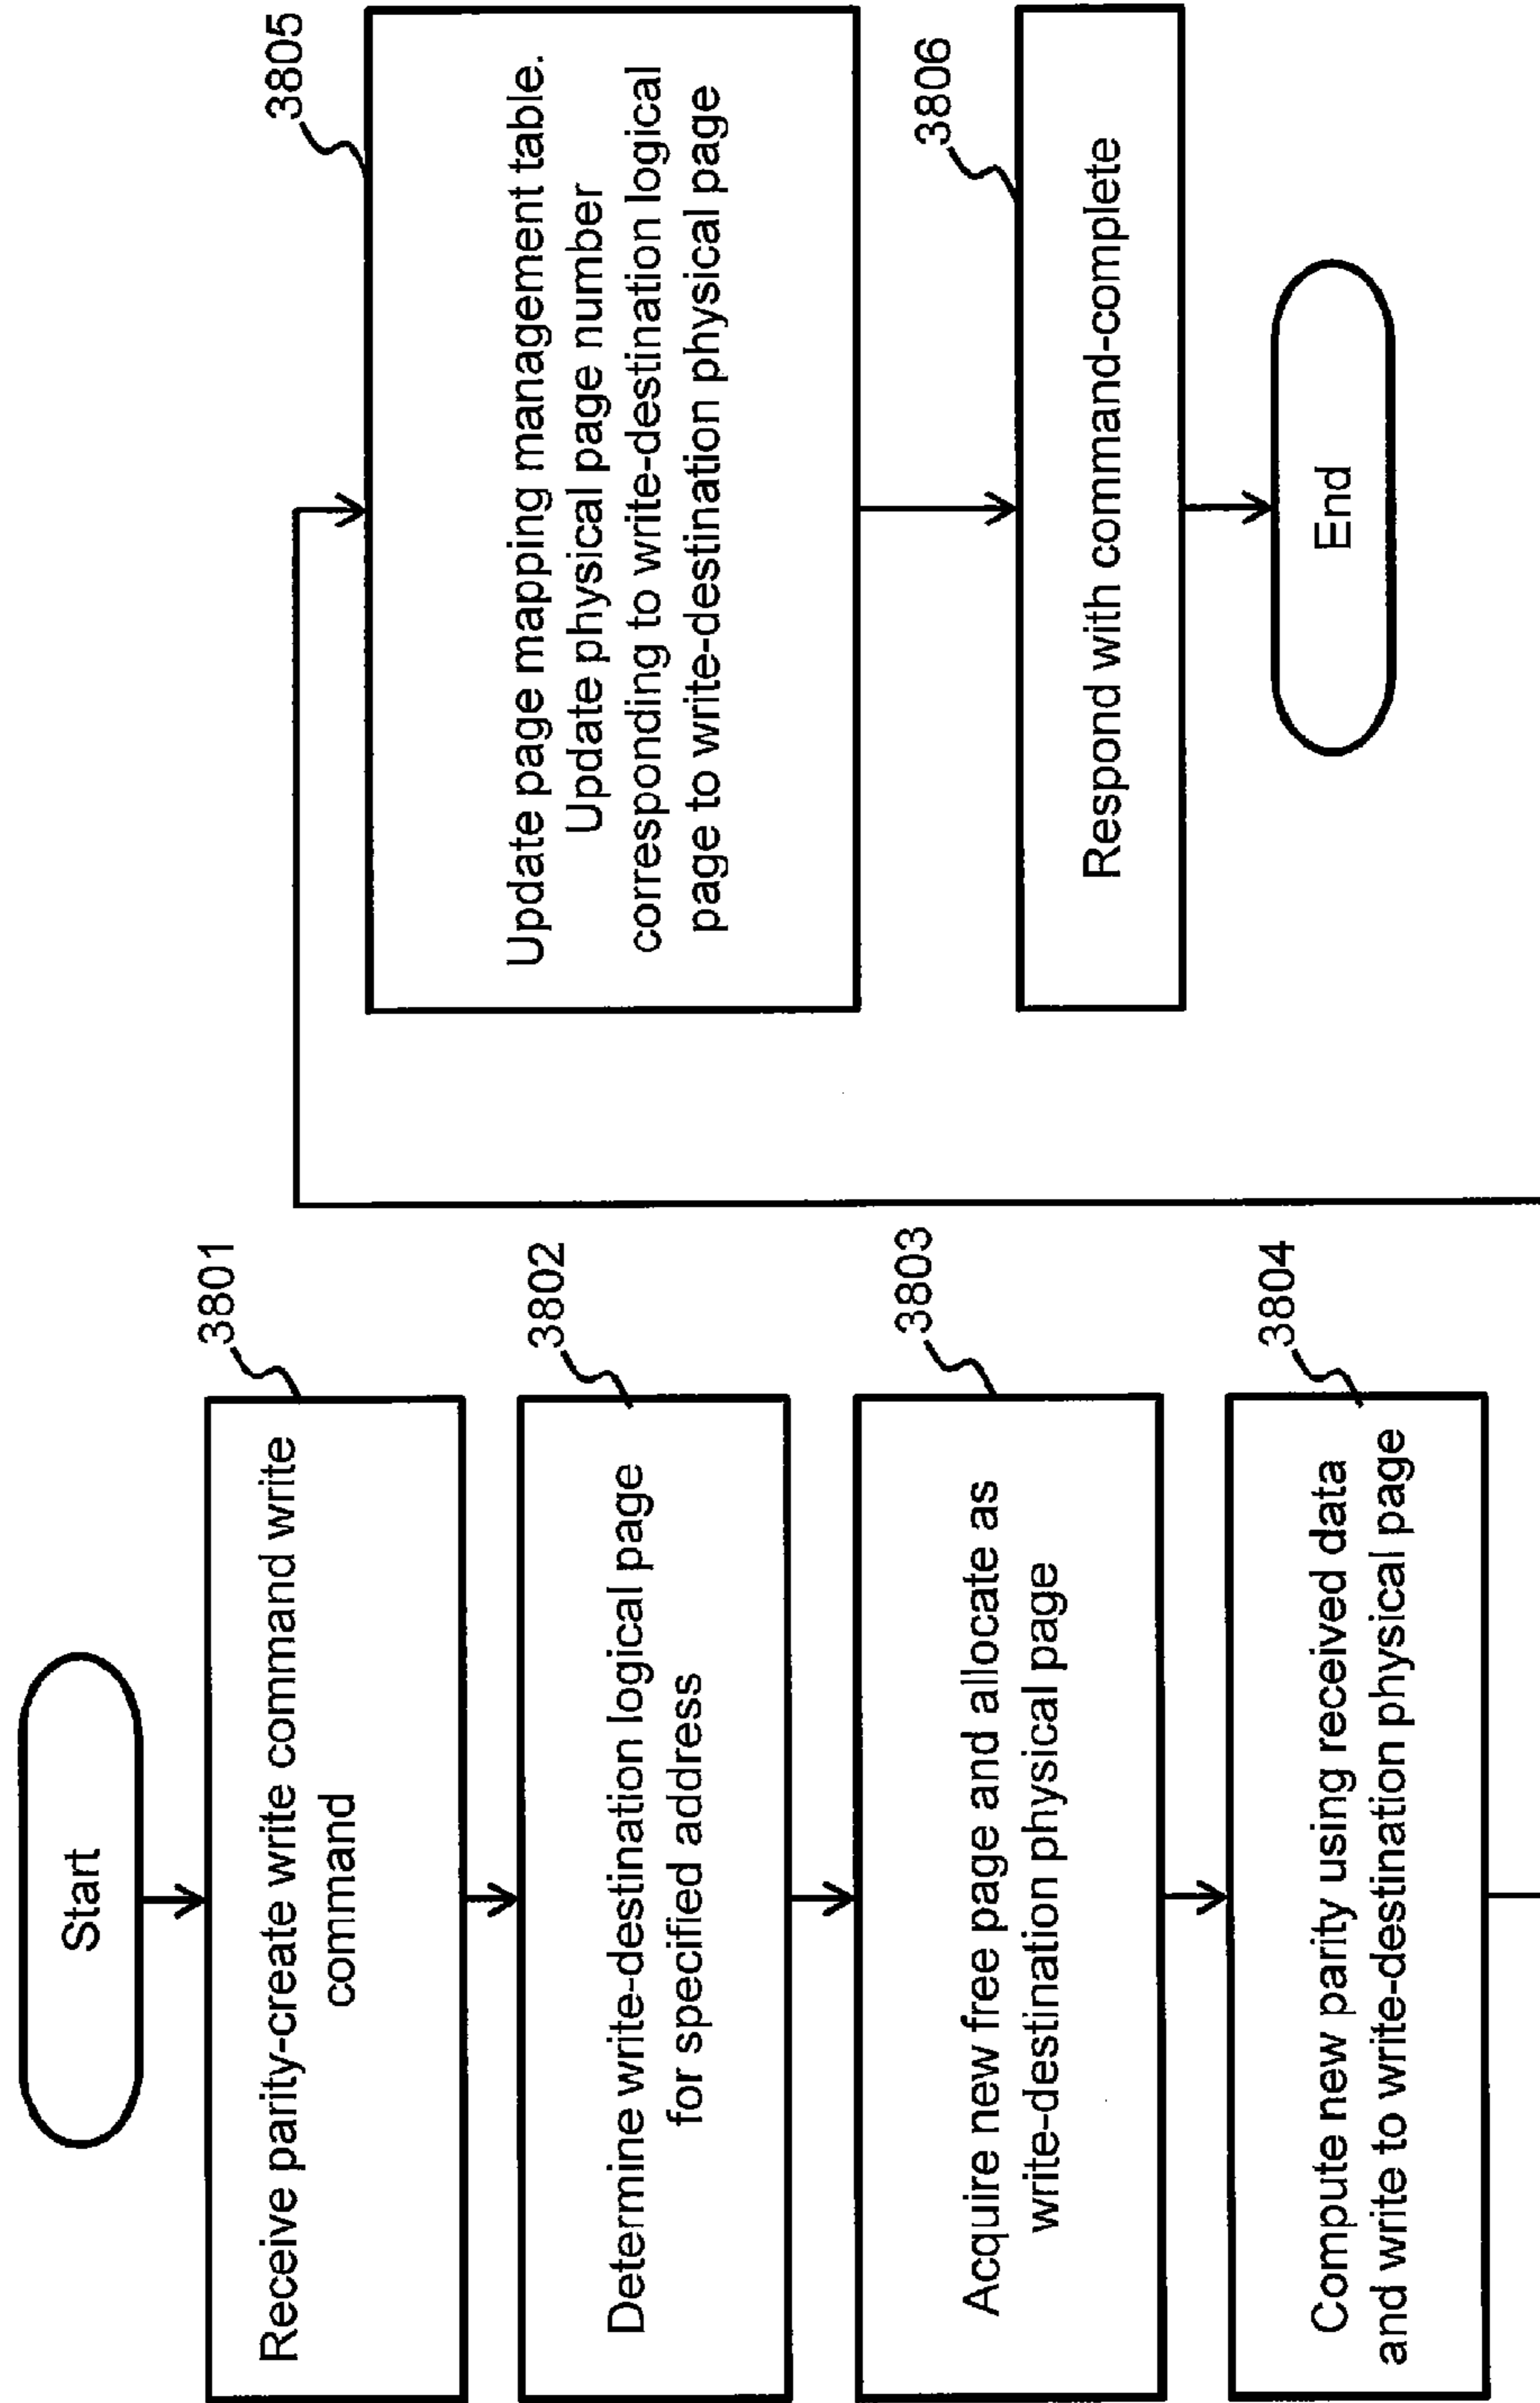 Start
3801
Receive parity-create write command write
command
3802
Determine write-destination logical page
for specified address
3803
Acquire new free page and allocate as
write-destination physical page
3804
Compute new parity using received data
and write to write-destination physical page
3805
Update page mapping management table.
Update physical page number
corresponding to write-destination logical
page to write-destination physical page
3806
Respond with command-complete
End